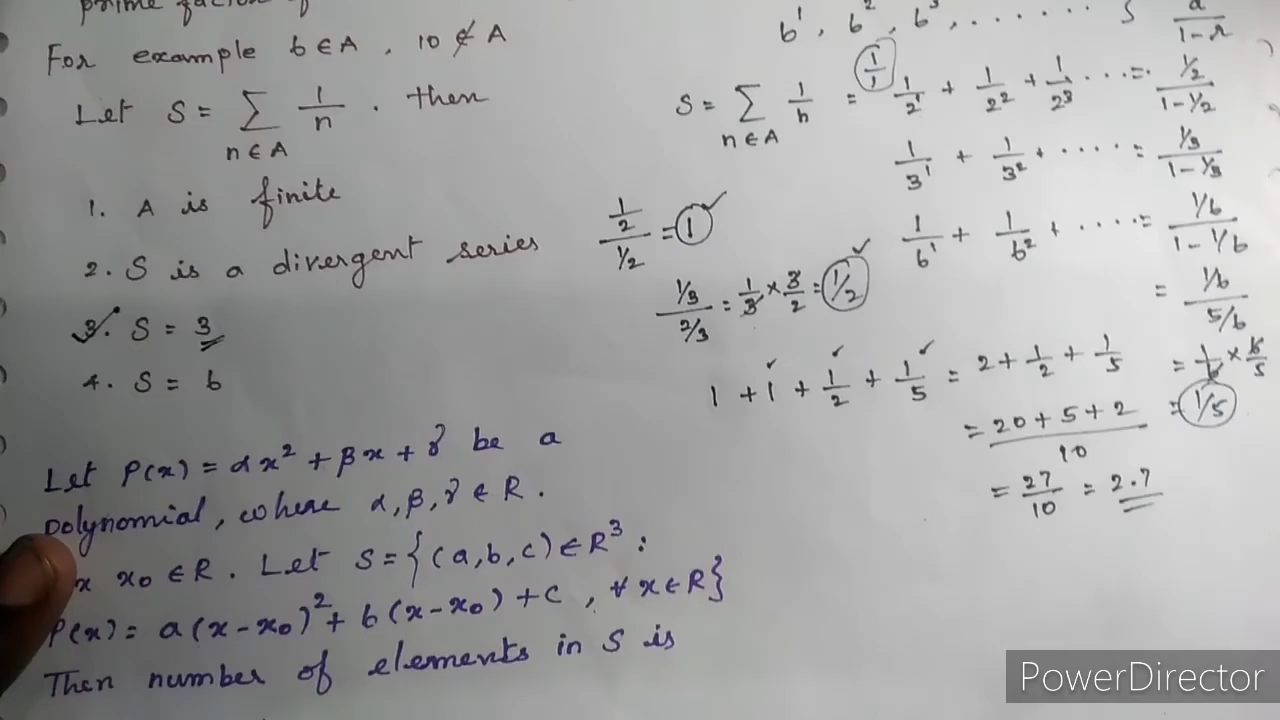 prime factor of
For example 6 ∈ A , 10 ∉ A
Let S = ∑ n∈A 1/n . then
1. A is finite
2. S is a divergent series
3. S = 3
4. S = 6
Let P(x) = αx² + βx + γ be a
polynomial, where α, β, γ ∈ R.
x x₀ ∈ R. Let S = {(a, b, c) ∈ R³ :
P(x) = a(x-x₀)² + b(x-x₀) + c , ∀ x ∈ R}
Then number of elements in S is
6¹, 6², 6³, ....... } a/1-r
S = ∑ n∈A 1/n = 1/1 1/2¹ + 1/2² + 1/2³ ... = 1/2 / 1-1/2
1/3¹ + 1/3² + ..... = 1/3 / 1-1/3
1/2 / 1/2 = 1
1/6¹ + 1/6² + ..... = 1/6 / 1-1/6
1/3 / 2/3 = 1/3 × 3/2 = 1/2
= 1/6 / 5/6
1 + 1 + 1/2 + 1/5 = 2 + 1/2 + 1/5
= 1/6 × 6/5
= 20+5+2 / 10
= 1/5
= 27/10 = 2.7
PowerDirector